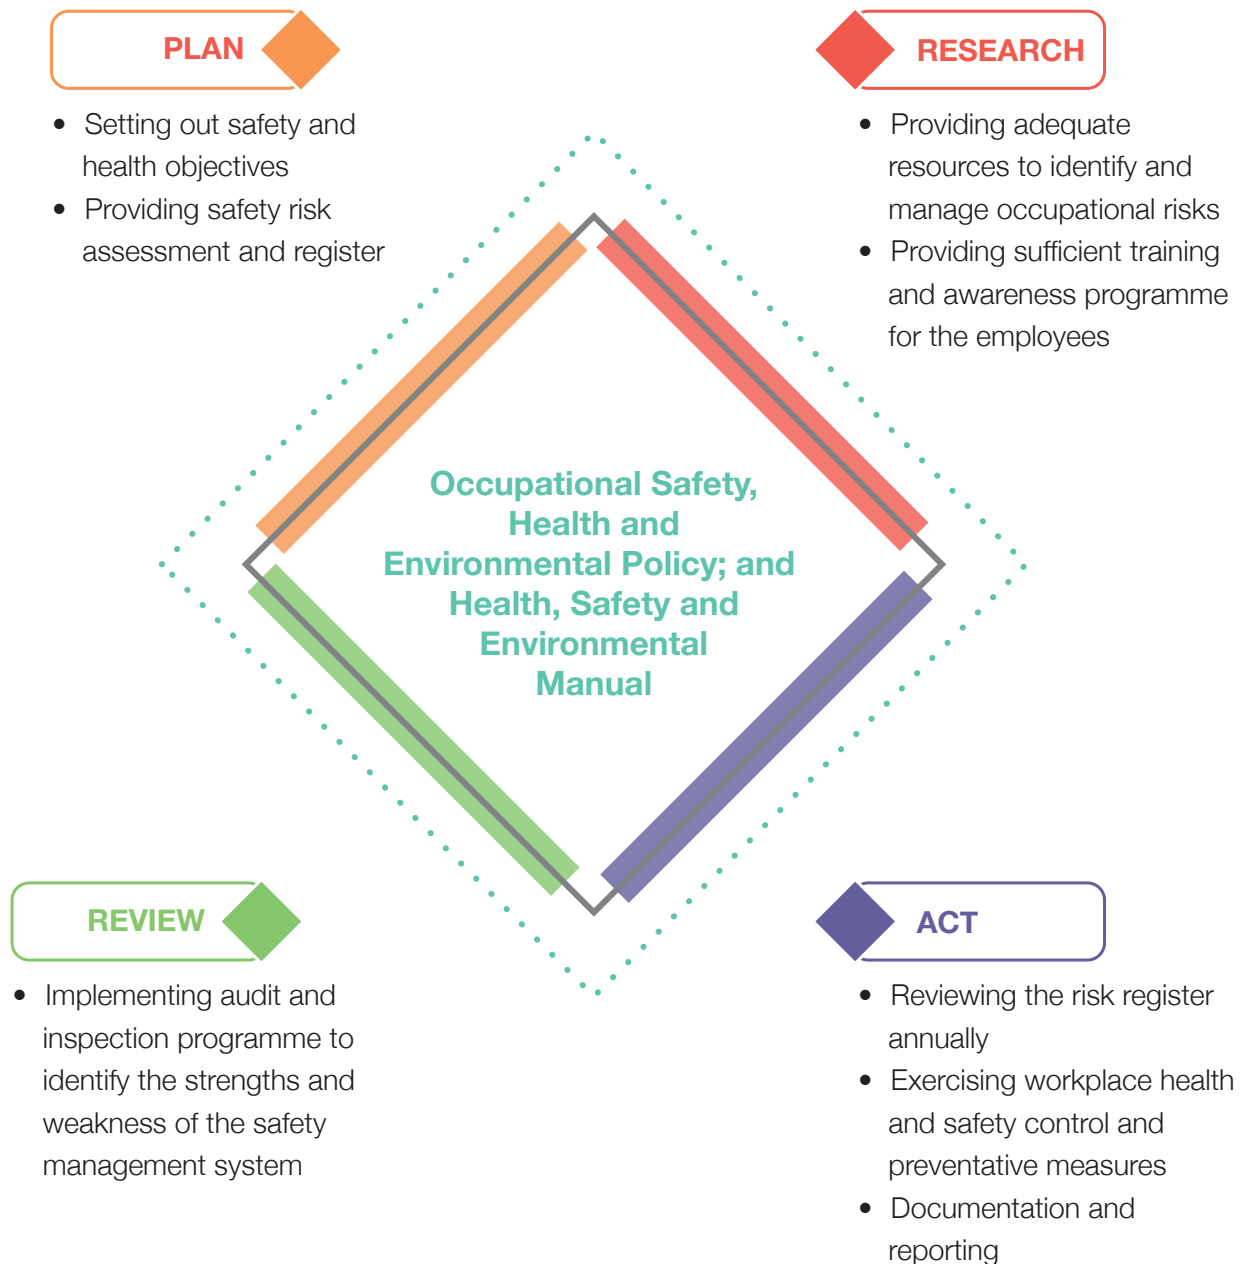 PLAN
• Setting out safety and
health objectives
• Providing safety risk
assessment and register
RESEARCH
• Providing adequate
resources to identify and
manage occupational risks
• Providing sufficient training
and awareness programme
for the employees
Occupational Safety,
Health and
Environmental Policy; and
Health, Safety and
Environmental
Manual
REVIEW
• Implementing audit and
inspection programme to
identify the strengths and
weakness of the safety
management system
ACT
• Reviewing the risk register
annually
• Exercising workplace health
and safety control and
preventative measures
• Documentation and
reporting